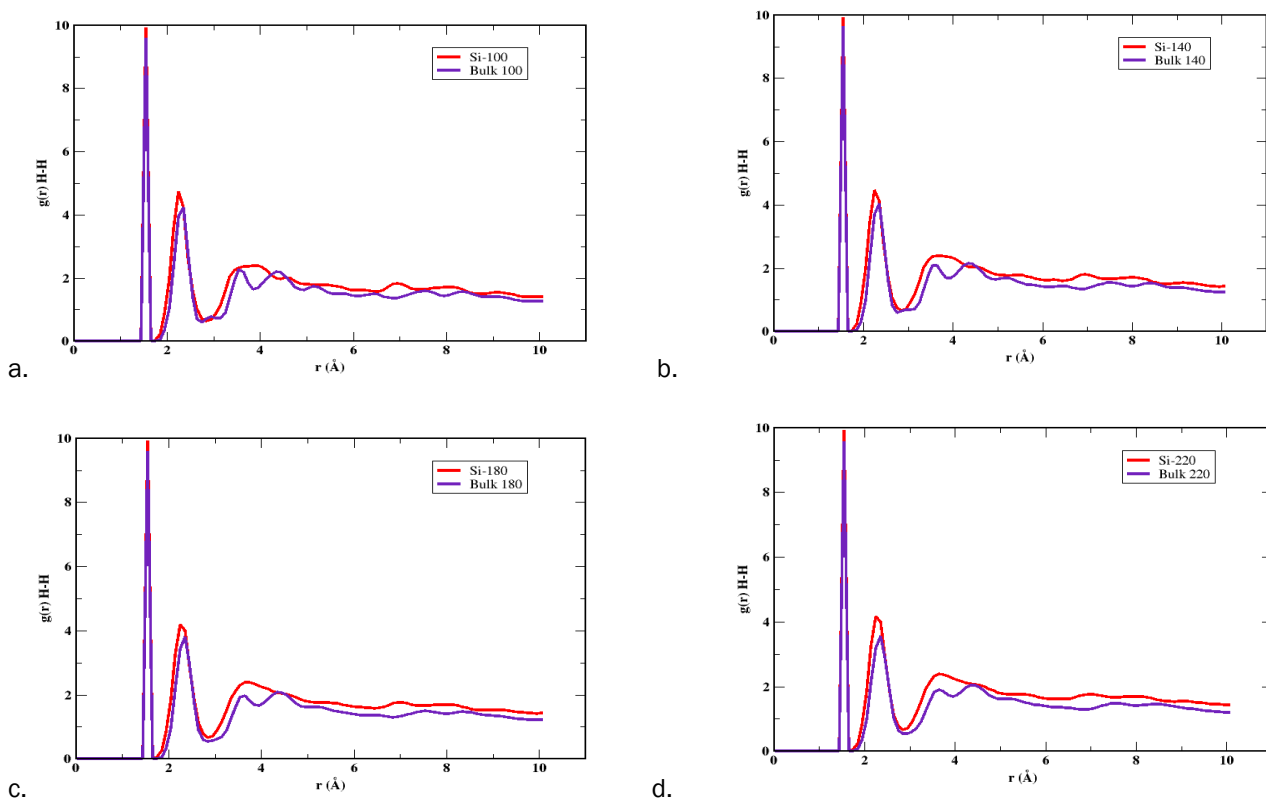 10
8
6
4
2
0
g(r) H-H
Si-100
Bulk 100
0 2 4 6 8 10
r (Å)
a.
10
8
6
4
2
0
g(r) H-H
Si-140
Bulk 140
0 2 4 6 8 10
r (Å)
b.
10
8
6
4
2
0
g(r) H-H
Si-180
Bulk 180
0 2 4 6 8 10
r (Å)
c.
10
8
6
4
2
0
g(r) H-H
Si-220
Bulk 220
0 2 4 6 8 10
r (Å)
d.